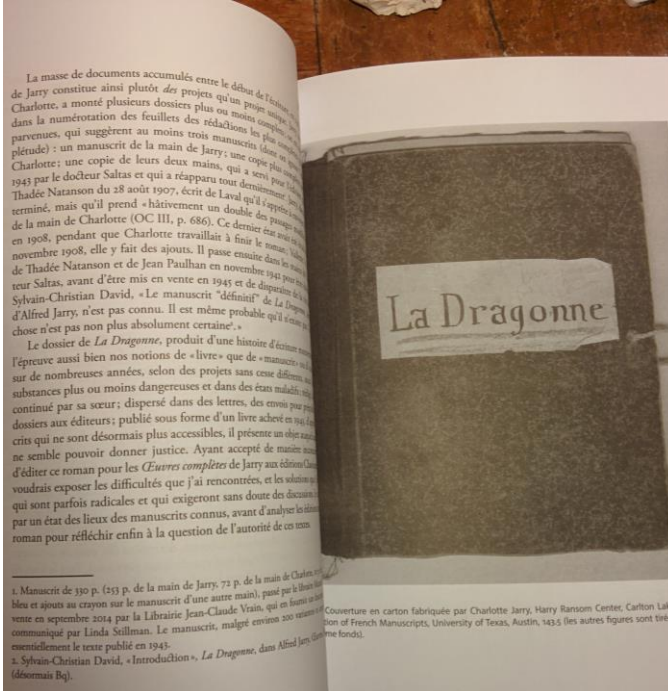 La masse de documents accumulés entre le début de l'écriture
de Jarry constitue ainsi plutôt des projets qu'un projet unique.
Charlotte, a monté plusieurs dossiers plus ou moins complets
dans la numérotation des feuillets des rédactions les plus
parvenues, qui suggèrent au moins trois manuscrits (dont
plétude) : un manuscrit de la main de Jarry ; une copie plus
Charlotte ; une copie de leurs deux mains, qui a servi pour
1943 par le docteur Saltas et qui a réapparu tout dernièrement.
Thadée Natanson du 28 août 1907, écrit de Laval qu'il s'apprête à
terminé, mais qu'il prend « hâtivement un double des passages
de la main de Charlotte (OC III, p. 686). Ce dernier état
en 1908, pendant que Charlotte travaillait à finir le roman ;
novembre 1908, elle y fait des ajouts. Il passe ensuite dans les mains
de Thadée Natanson et de Jean Paulhan en novembre 1942
teur Saltas, avant d'être mis en vente en 1945 et de disparaître
Sylvain-Christian David, « Le manuscrit "définitif" de La Dragonne
d'Alfred Jarry, n'est pas connu. Il est même probable qu'il n'existe
chose n'est pas non plus absolument certaine². »
Le dossier de La Dragonne, produit d'une histoire d'écriture
l'épreuve aussi bien nos notions de « livre » que de « manuscrit »
sur de nombreuses années, selon des projets sans cesse différents,
substances plus ou moins dangereuses et dans des états maladifs ;
continué par sa sœur ; dispersé dans des lettres, des envois pour
dossiers aux éditeurs ; publié sous forme d'un livre achevé en 1943,
crits qui ne sont désormais plus accessibles, il présente un objet
ne semble pouvoir donner justice. Ayant accepté de manière
d'éditer ce roman pour les Œuvres complètes de Jarry aux éditions
voudrais exposer les difficultés que j'ai rencontrées, et les solutions
qui sont parfois radicales et qui exigeront sans doute des discussions
par un état des lieux des manuscrits connus, avant d'analyser les
roman pour réfléchir enfin à la question de l'autorité de ces textes
1. Manuscrit de 330 p. (253 p. de la main de Jarry, 72 p. de la main de Charlotte,
bleu et ajouts au crayon sur le manuscrit d'une autre main), passé par le libraire
vente en septembre 2014 par la Librairie Jean-Claude Vrain, qui en
communiqué par Linda Stillman. Le manuscrit, malgré environ 200 variantes
essentiellement le texte publié en 1943.
2. Sylvain-Christian David, « Introduction », La Dragonne, dans Alfred Jarry,
(désormais Bq).
La Dragonne
Couverture en carton fabriquée par Charlotte Jarry, Harry Ransom Center, Carlton
tion of French Manuscripts, University of Texas, Austin, 143.5 (les autres figures sont
me fonds).